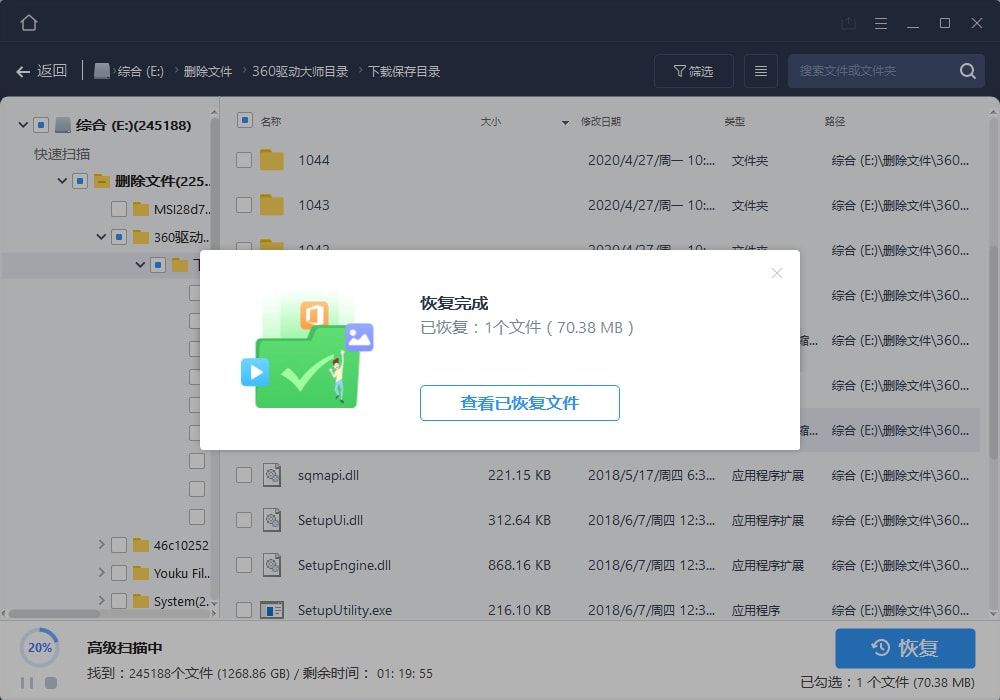 返回 综合 (E:) 删除文件 360驱动大师目录 下载保存目录 筛选 搜索文件或文件夹
综合 (E:)(245188)
快速扫描
删除文件(225...
MSI28d7...
360驱动...
46c10252
Youku Fil...
System(2...
名称 大小 修改日期 类型 路径
1044 2020/4/27/周一 10:... 文件夹 综合 (E:)\删除文件\360...
1043 2020/4/27/周一 10:... 文件夹 综合 (E:)\删除文件\360...
1042 2020/4/27/周一 10:... 文件夹 综合 (E:)\删除文件\360...
综合 (E:)\删除文件\360...
缩... 综合 (E:)\删除文件\360...
综合 (E:)\删除文件\360...
缩... 综合 (E:)\删除文件\360...
恢复完成
已恢复：1个文件 ( 70.38 MB )
查看已恢复文件
sqmapi.dll 221.15 KB 2018/5/17/周四 6:3... 应用程序扩展 综合 (E:)\删除文件\360...
SetupUi.dll 312.64 KB 2018/6/7/周四 12:3... 应用程序扩展 综合 (E:)\删除文件\360...
SetupEngine.dll 868.16 KB 2018/6/7/周四 12:3... 应用程序扩展 综合 (E:)\删除文件\360...
SetupUtility.exe 216.10 KB 2018/6/7/周四 12:3... 应用程序 综合 (E:)\删除文件\360...
20%
高级扫描中
找到：245188个文件 (1268.86 GB) / 剩余时间： 01: 19: 55
恢复
已勾选：1 个文件 (70.38 MB)